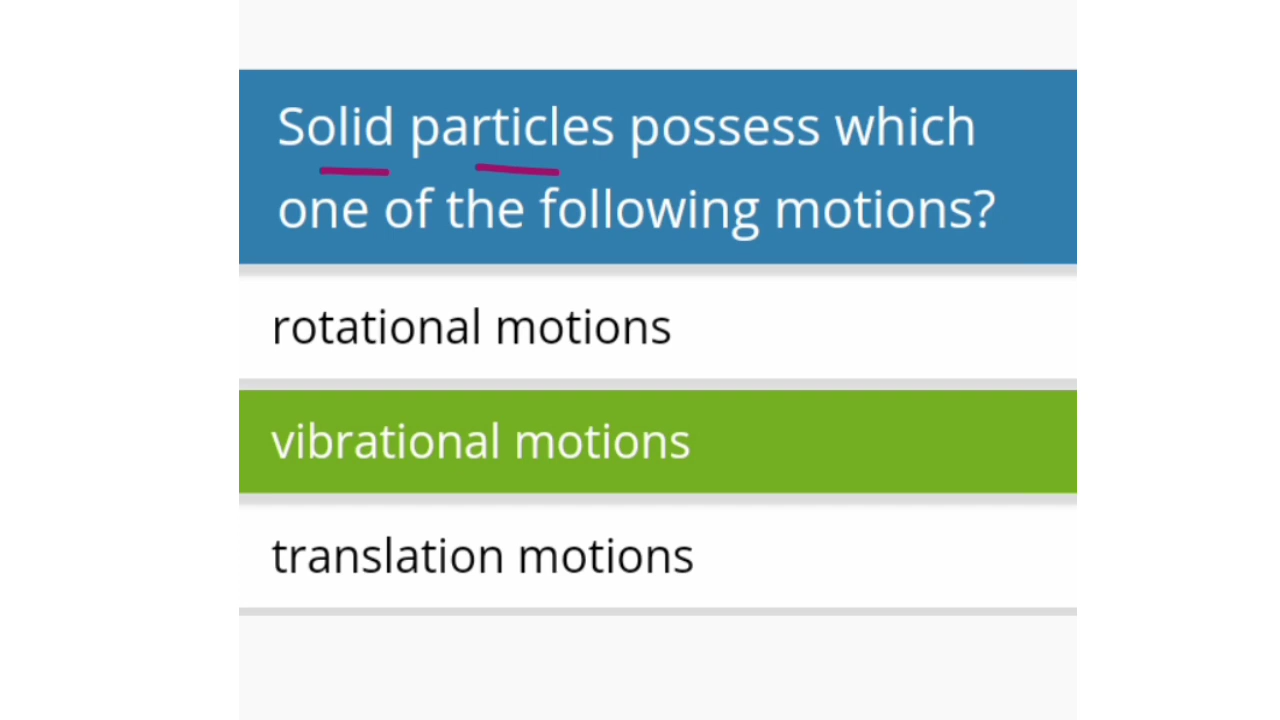 Solid particles possess which
one of the following motions?
rotational motions
vibrational motions
translation motions